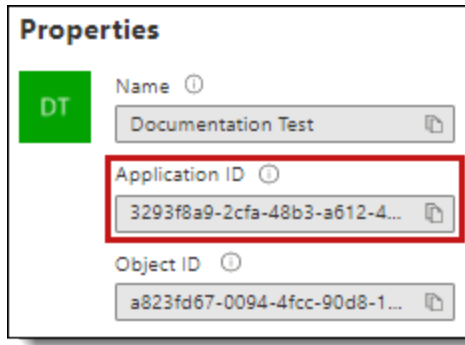 Properties
DT
Name
Documentation Test
Application ID
3293f8a9-2cfa-48b3-a612-4...
Object ID
a823fd67-0094-4fcc-90d8-1...